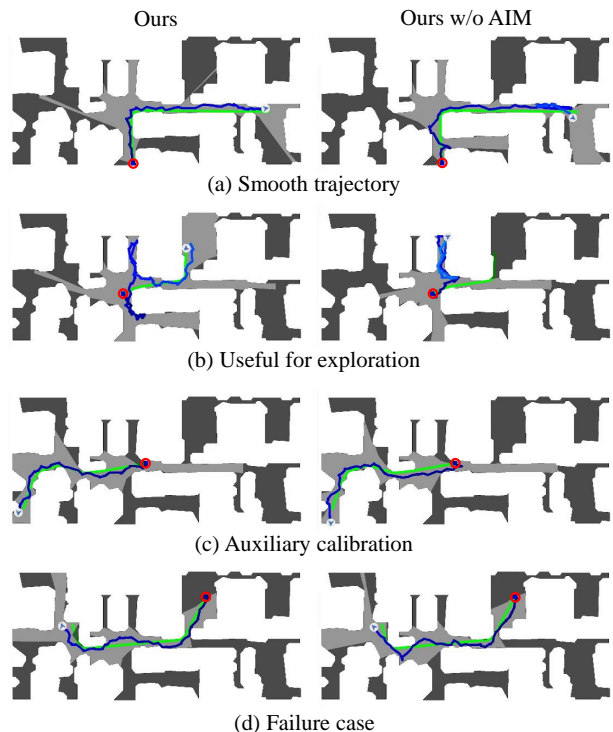 Ours
Ours w/o AIM
(a) Smooth trajectory
(b) Useful for exploration
(c) Auxiliary calibration
(d) Failure case